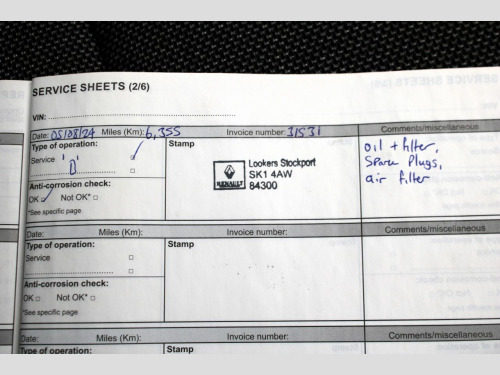 SERVICE SHEETS (2/6)
VIN:
Date: 05/08/24 Miles (Km): 6,355 Invoice number: 31531 Comments/miscellaneous
Type of operation: Stamp
Service □
□
Anti-corrosion check:
OK □ Not OK* □
*See specific page
RENAULT
Lookers Stockport
SK1 4AW
84300
oil + filter,
Spark Plugs,
air filter
Date: Miles (Km): Invoice number: Comments/miscellaneous
Type of operation: Stamp
Service □
□
Anti-corrosion check:
OK □ Not OK* □
*See specific page
Date: Miles (Km): Invoice number: Comments/miscellaneous
Type of operation: Stamp